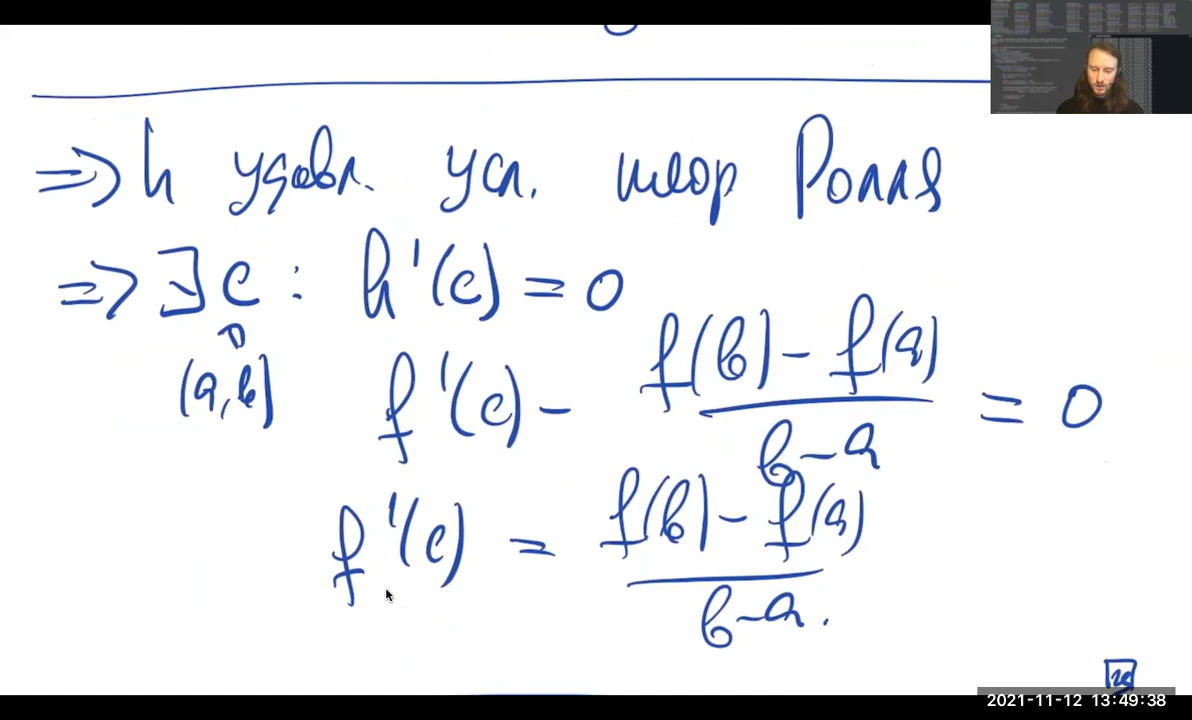 => h удовл. усл. теор Ролля
=> ∃ c : h'(c) = 0
(a, b)
f'(c) - (f(b) - f(a)) / (b - a) = 0
f'(c) = (f(b) - f(a)) / (b - a).
2021-11-12 13:49:38